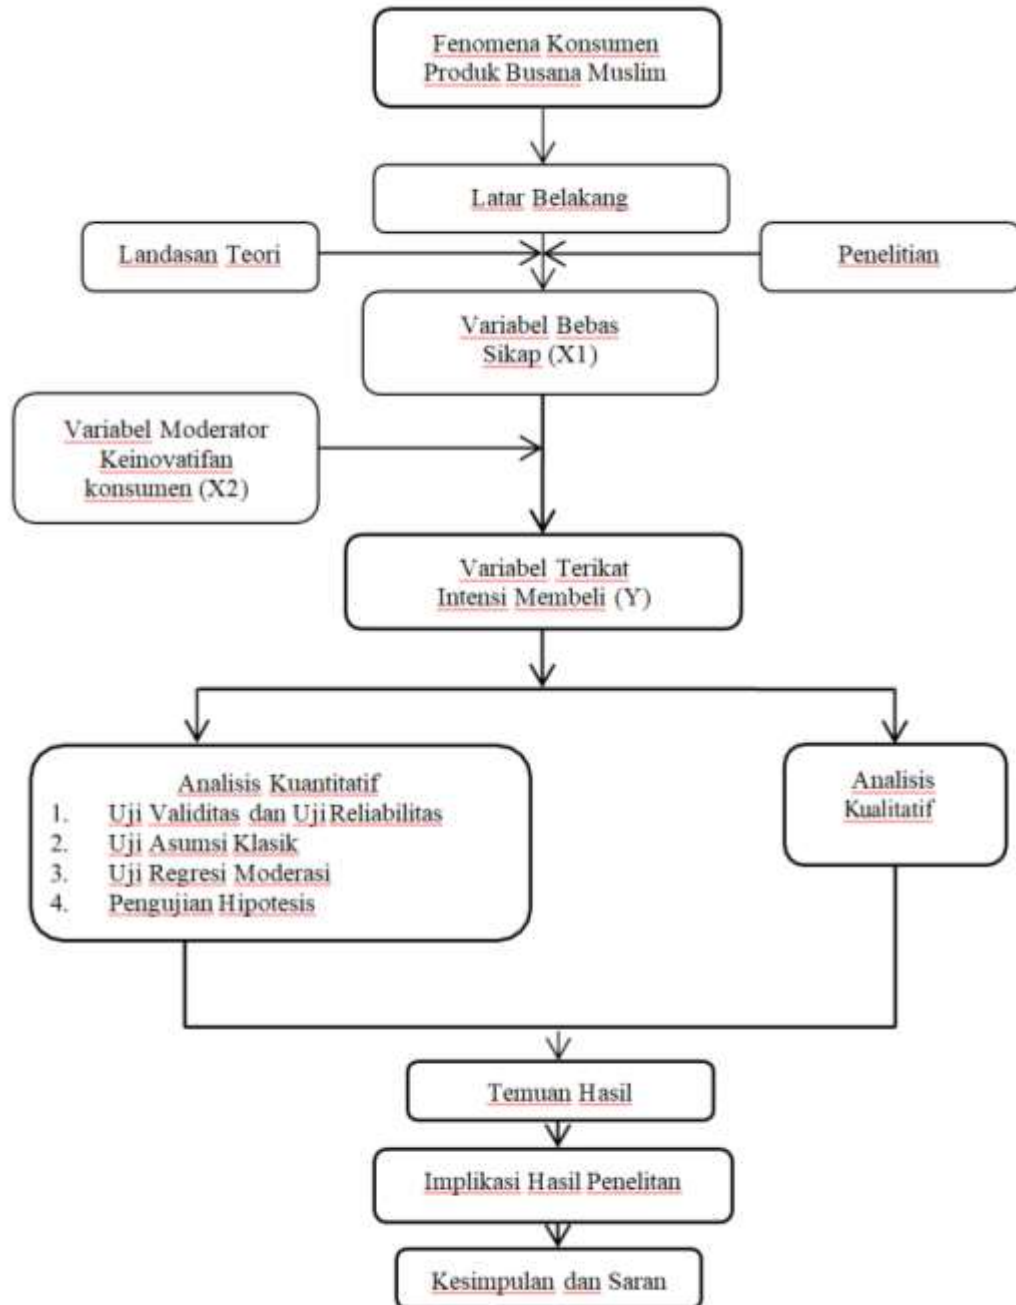 Fenomena Konsumen
Produk Busana Muslim
Latar Belakang
Landasan Teori
Penelitian
Variabel Bebas
Sikap (X1)
Variabel Moderator
Keinovatifan
konsumen (X2)
Variabel Terikat
Intensi Membeli (Y)
Analisis Kuantitatif
1. Uji Validitas dan Uji Reliabilitas
2. Uji Asumsi Klasik
3. Uji Regresi Moderasi
4. Pengujian Hipotesis
Analisis
Kualitatif
Temuan Hasil
Implikasi Hasil Penelitan
Kesimpulan dan Saran